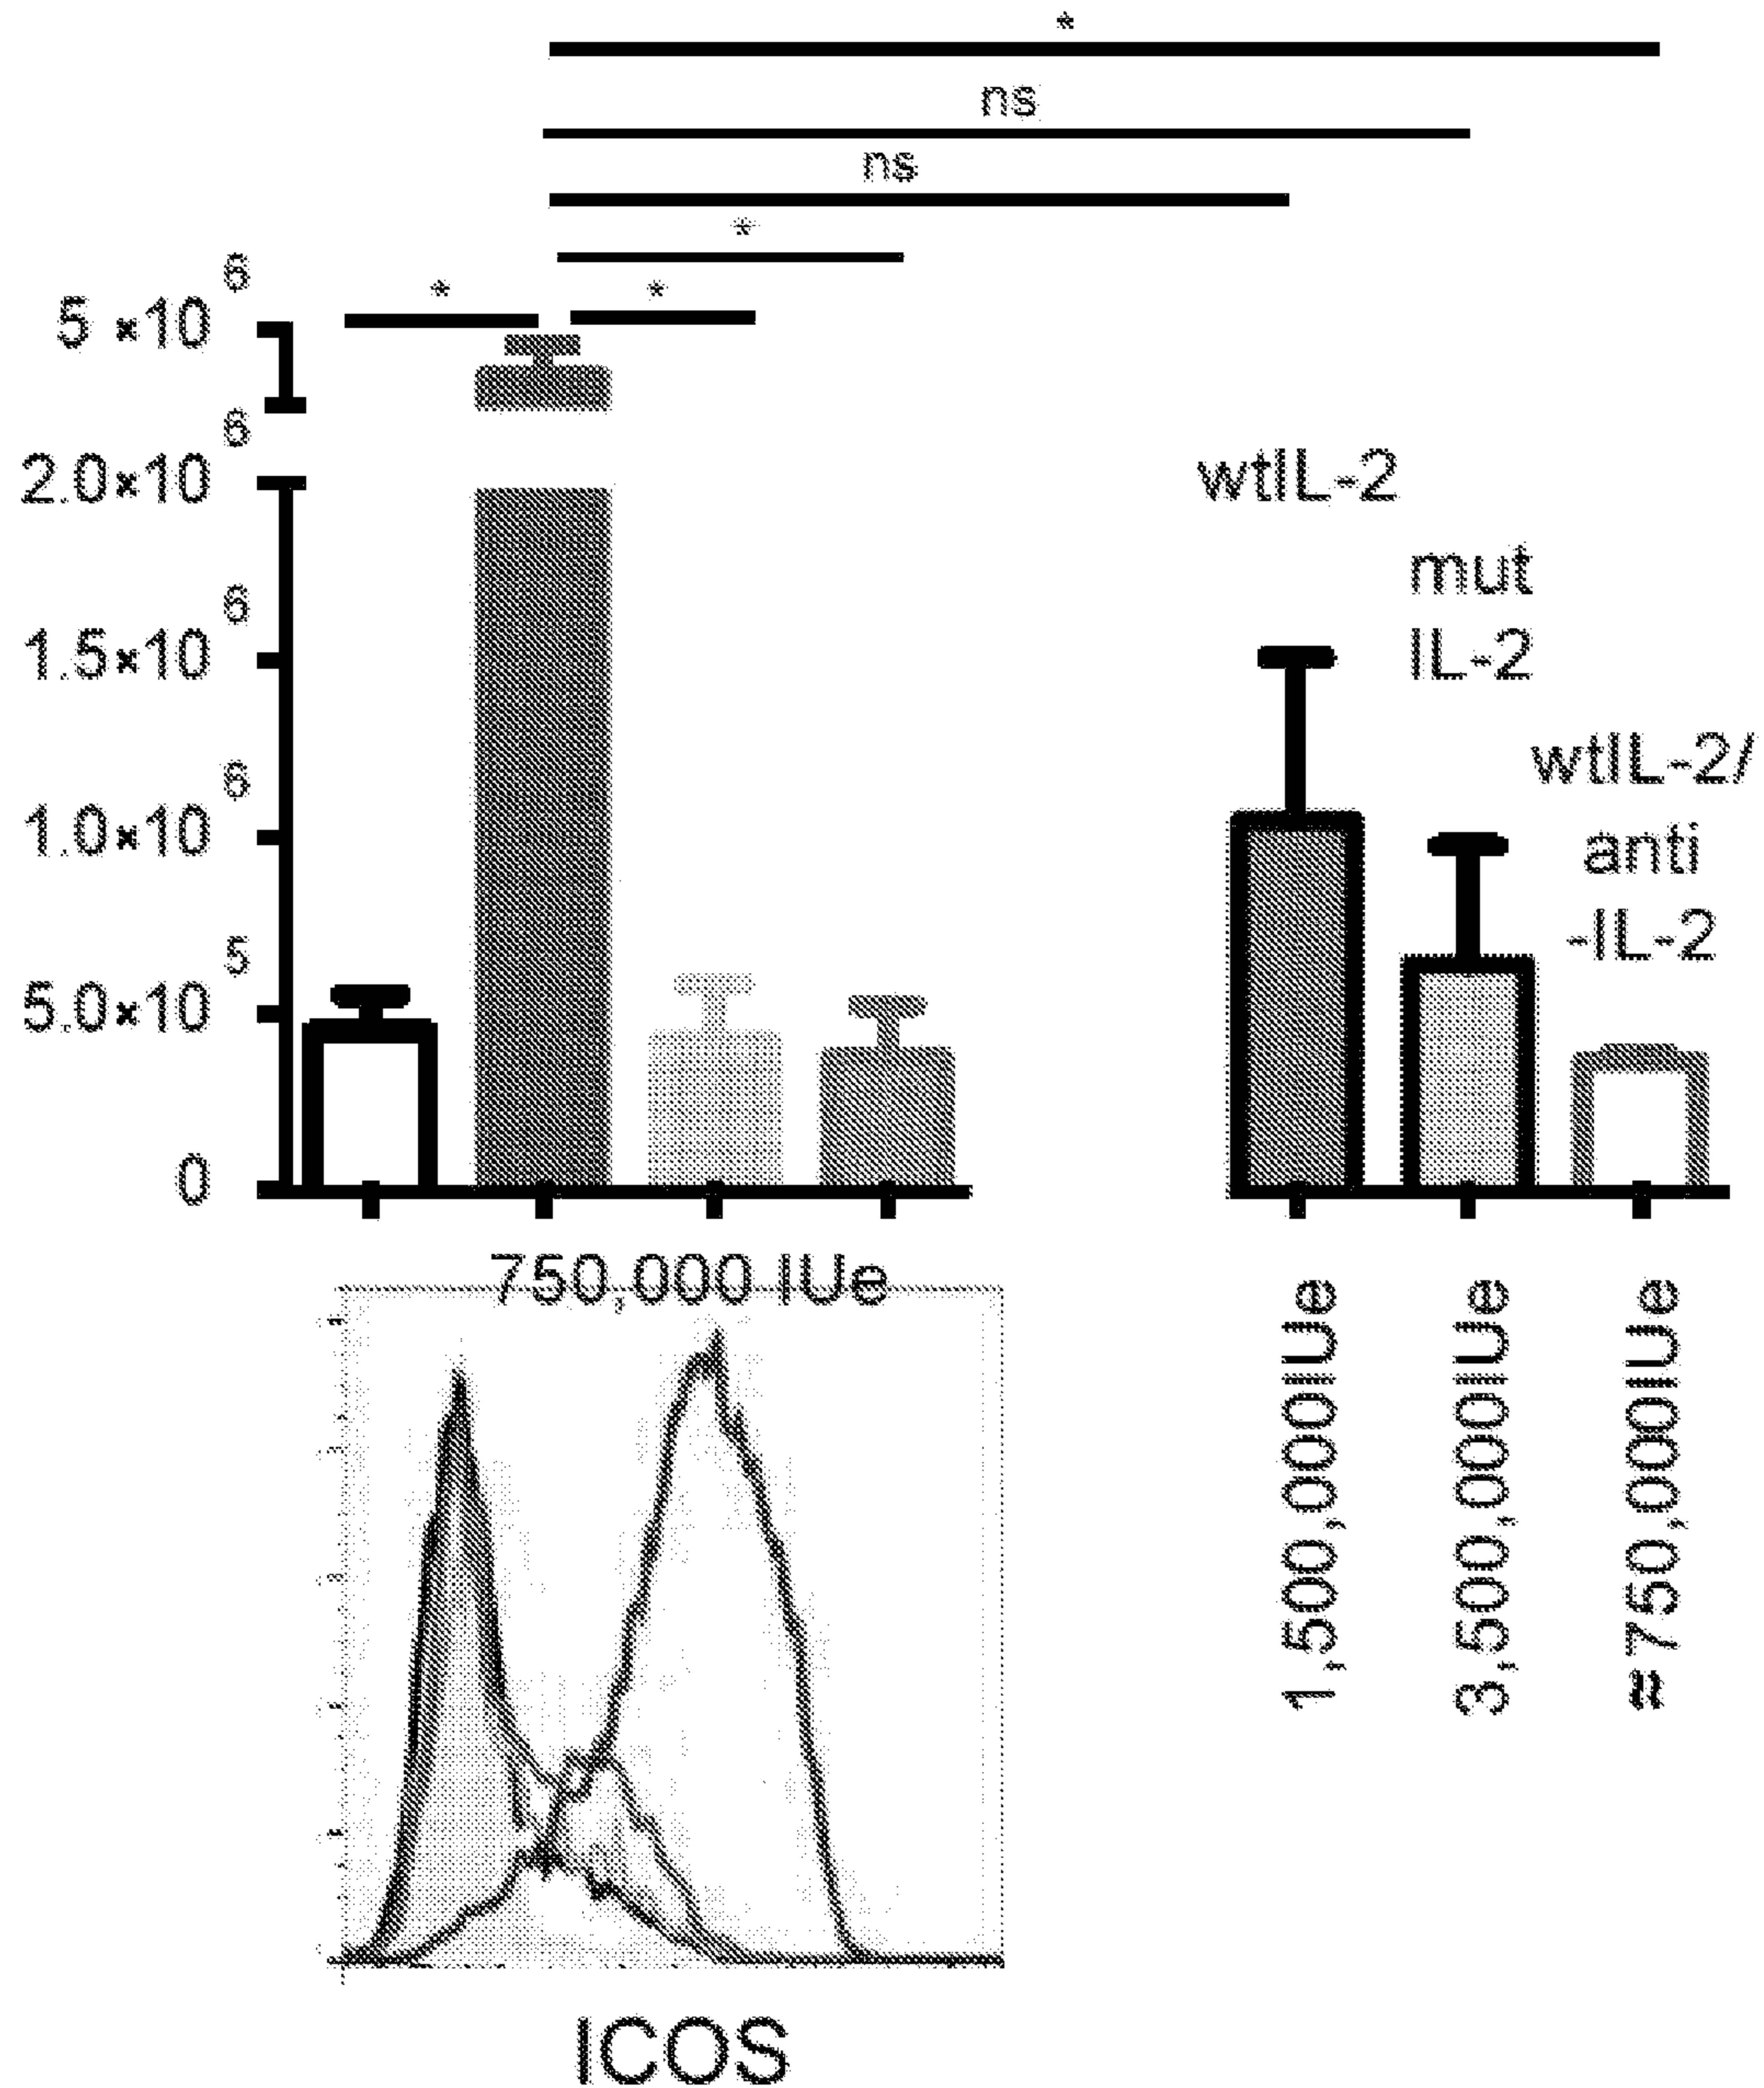 *
ns
ns
*
* *
5 ×10 6
2.0×10 6
1.5×10 6
1.0×10 6
5.0×10 5
0
wtIL-2
mut
IL-2
wtIL-2/
anti
-IL-2
750,000 IUe
1,500,000IUe
3,500,000IUe
≈750,000IUe
ICOS